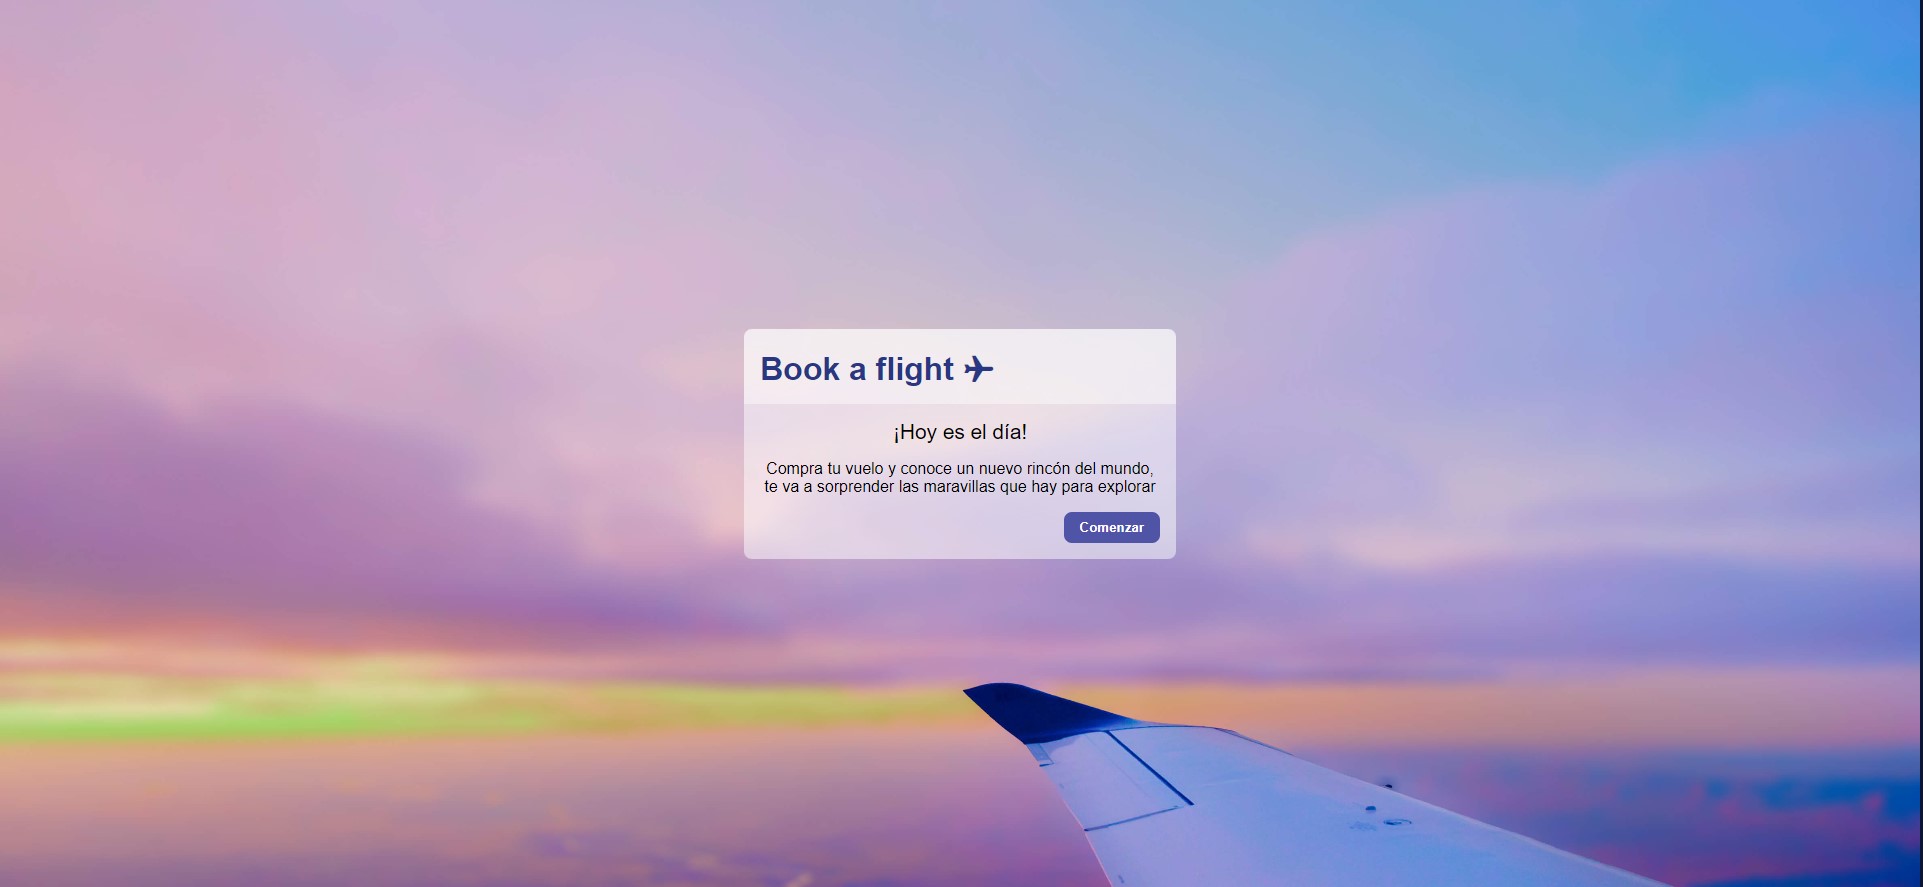 Book a flight ✈
¡Hoy es el día!
Compra tu vuelo y conoce un nuevo rincón del mundo,
te va a sorprender las maravillas que hay para explorar
Comenzar